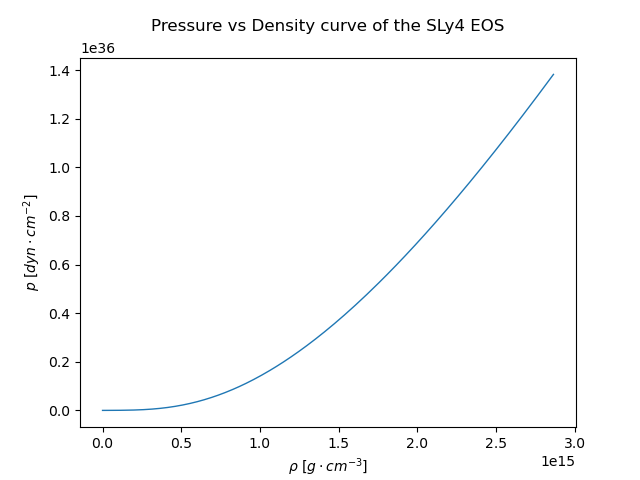 Pressure vs Density curve of the SLy4 EOS
1e36
1.4
1.2
1.0
0.8
0.6
0.4
0.2
0.0
p [dyn · cm⁻²]
0.0 0.5 1.0 1.5 2.0 2.5 3.0
1e15
ρ [g · cm⁻³]